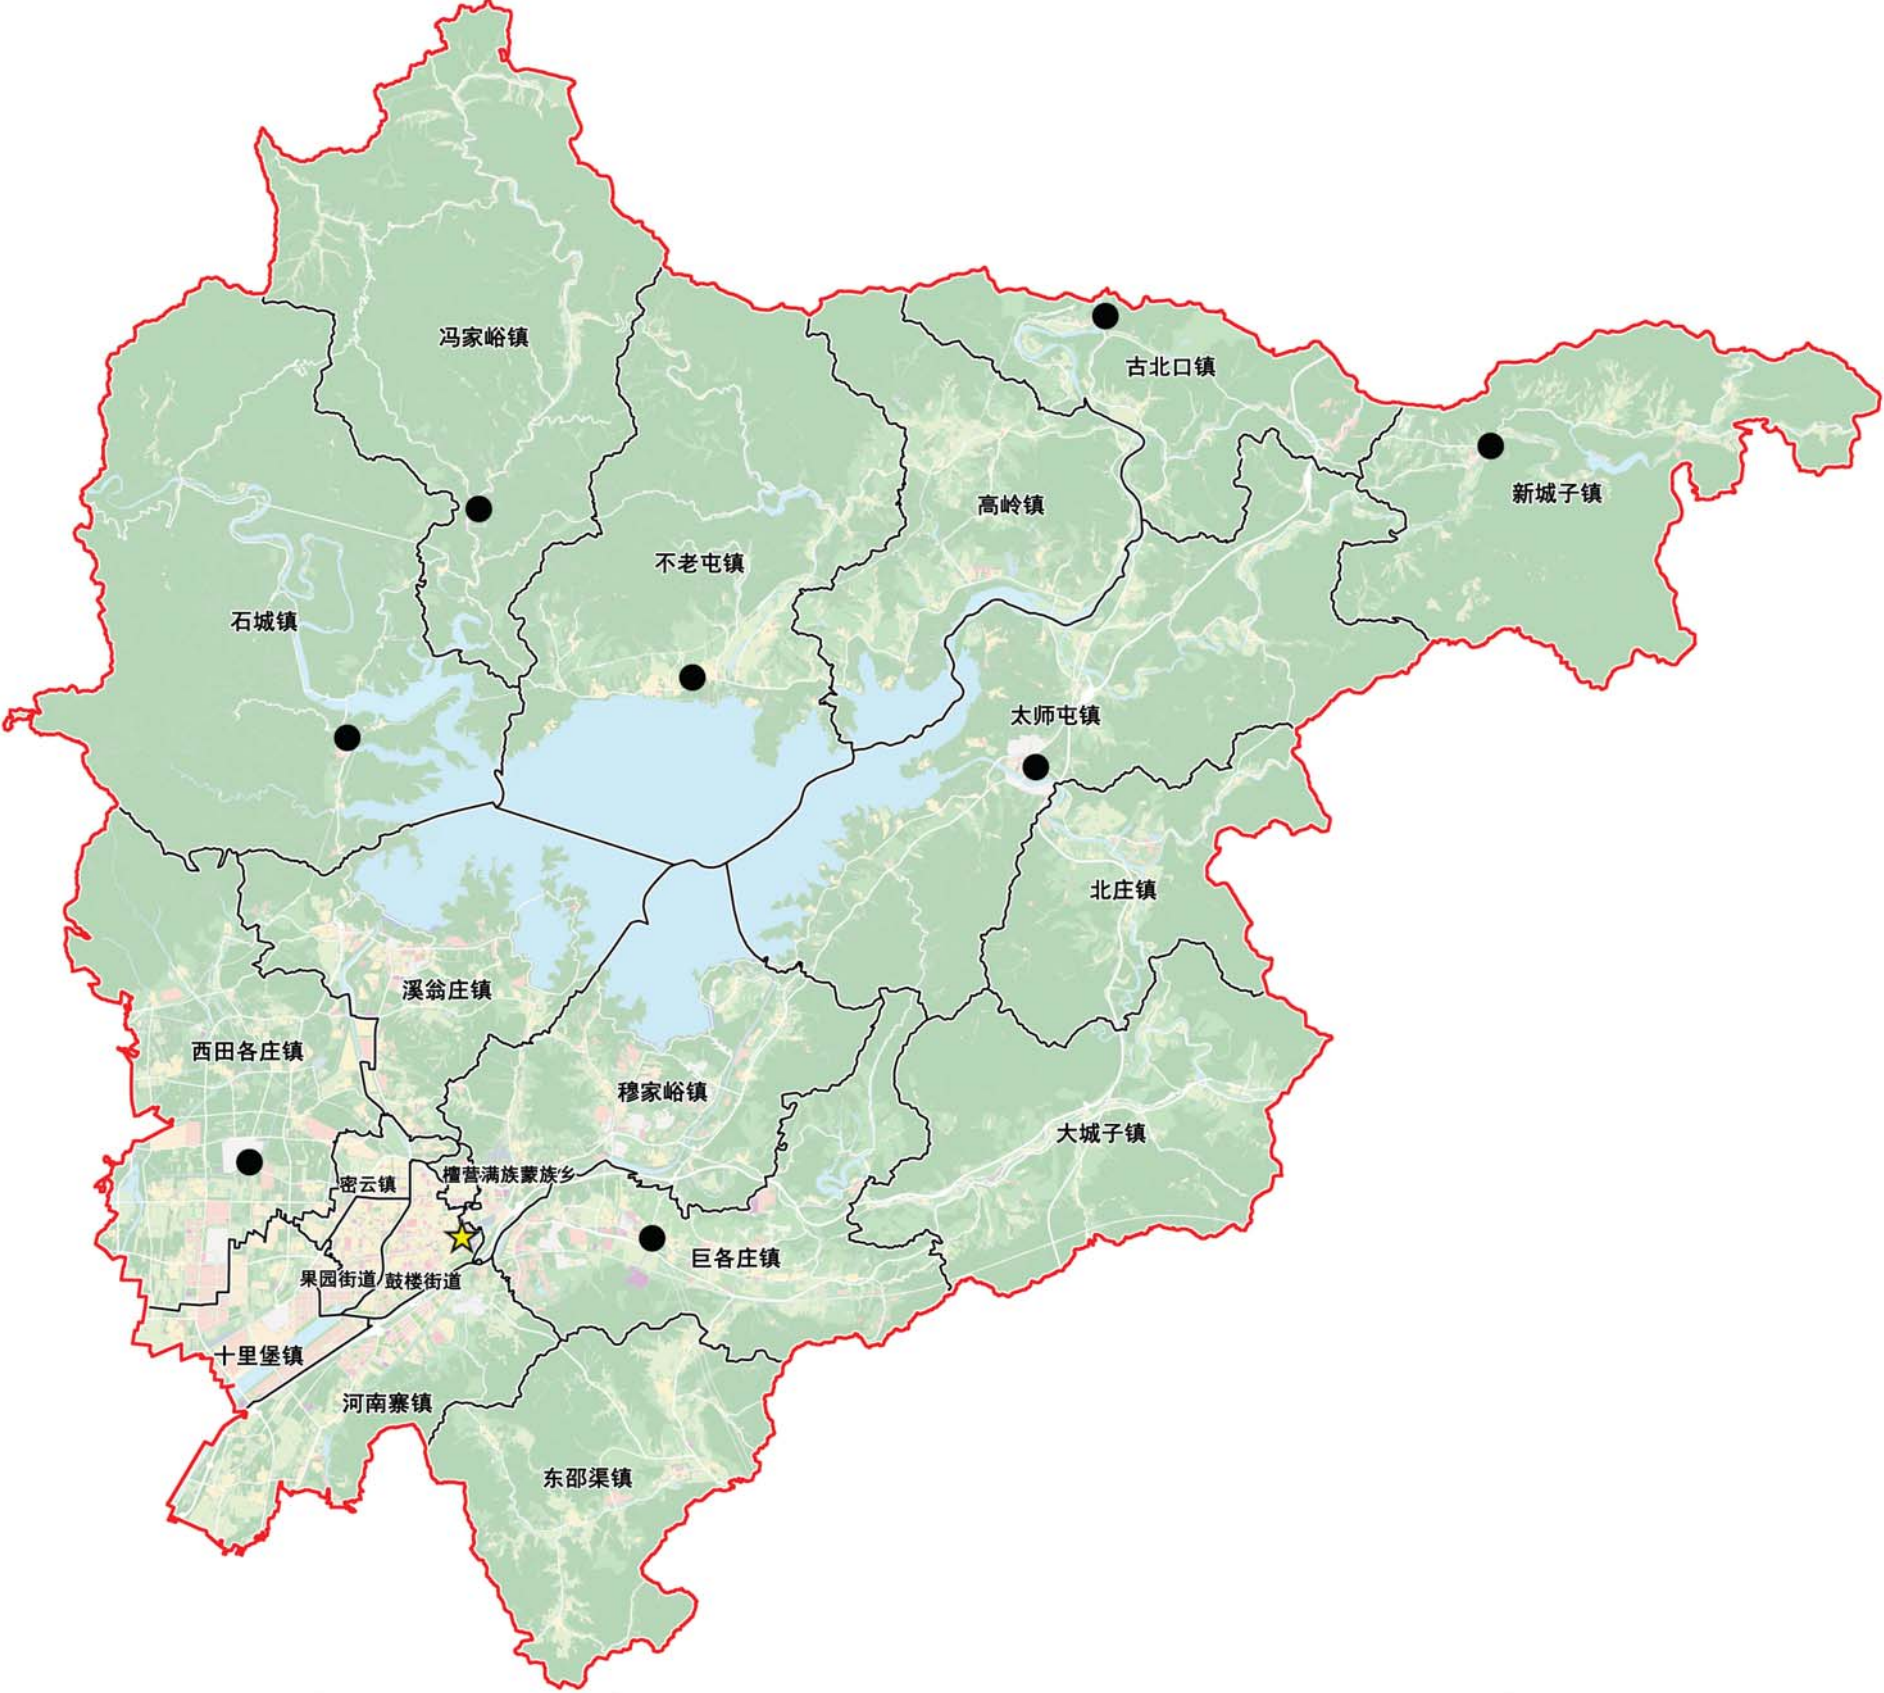 冯家峪镇
古北口镇
新城子镇
高岭镇
不老屯镇
石城镇
太师屯镇
北庄镇
溪翁庄镇
西田各庄镇
穆家峪镇
大城子镇
檀营满族蒙族乡
密云镇
巨各庄镇
果园街道
鼓楼街道
十里堡镇
河南寨镇
东邵渠镇